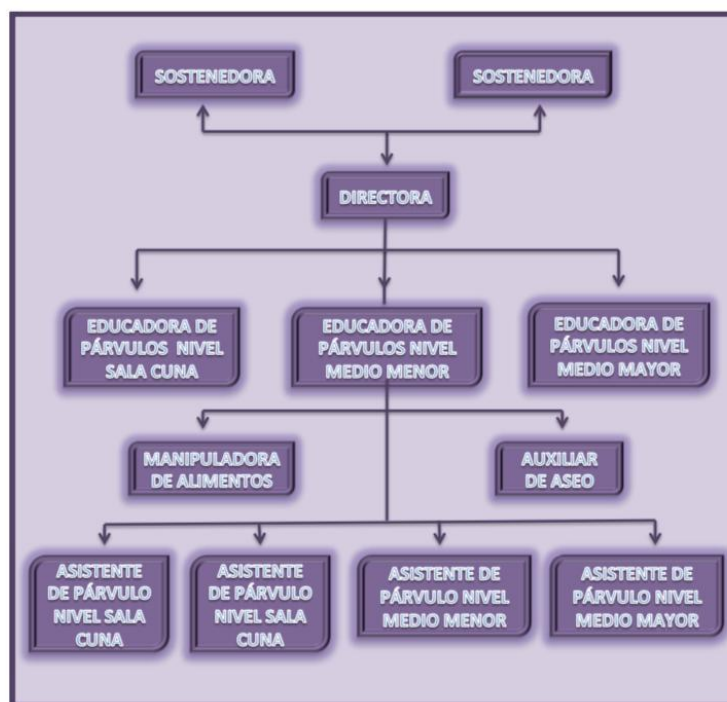 SOSTENEDORA
SOSTENEDORA
DIRECTORA
EDUCADORA DE
PÁRVULOS NIVEL
SALA CUNA
EDUCADORA DE
PÁRVULOS NIVEL
MEDIO MENOR
EDUCADORA DE
PÁRVULOS NIVEL
MEDIO MAYOR
MANIPULADORA
DE ALIMENTOS
AUXILIAR
DE ASEO
ASISTENTE
DE PÁRVULO
NIVEL SALA
CUNA
ASISTENTE
DE PÁRVULO
NIVEL SALA
CUNA
ASISTENTE DE
PÁRVULO NIVEL
MEDIO MENOR
ASISTENTE DE
PÁRVULO NIVEL
MEDIO MAYOR